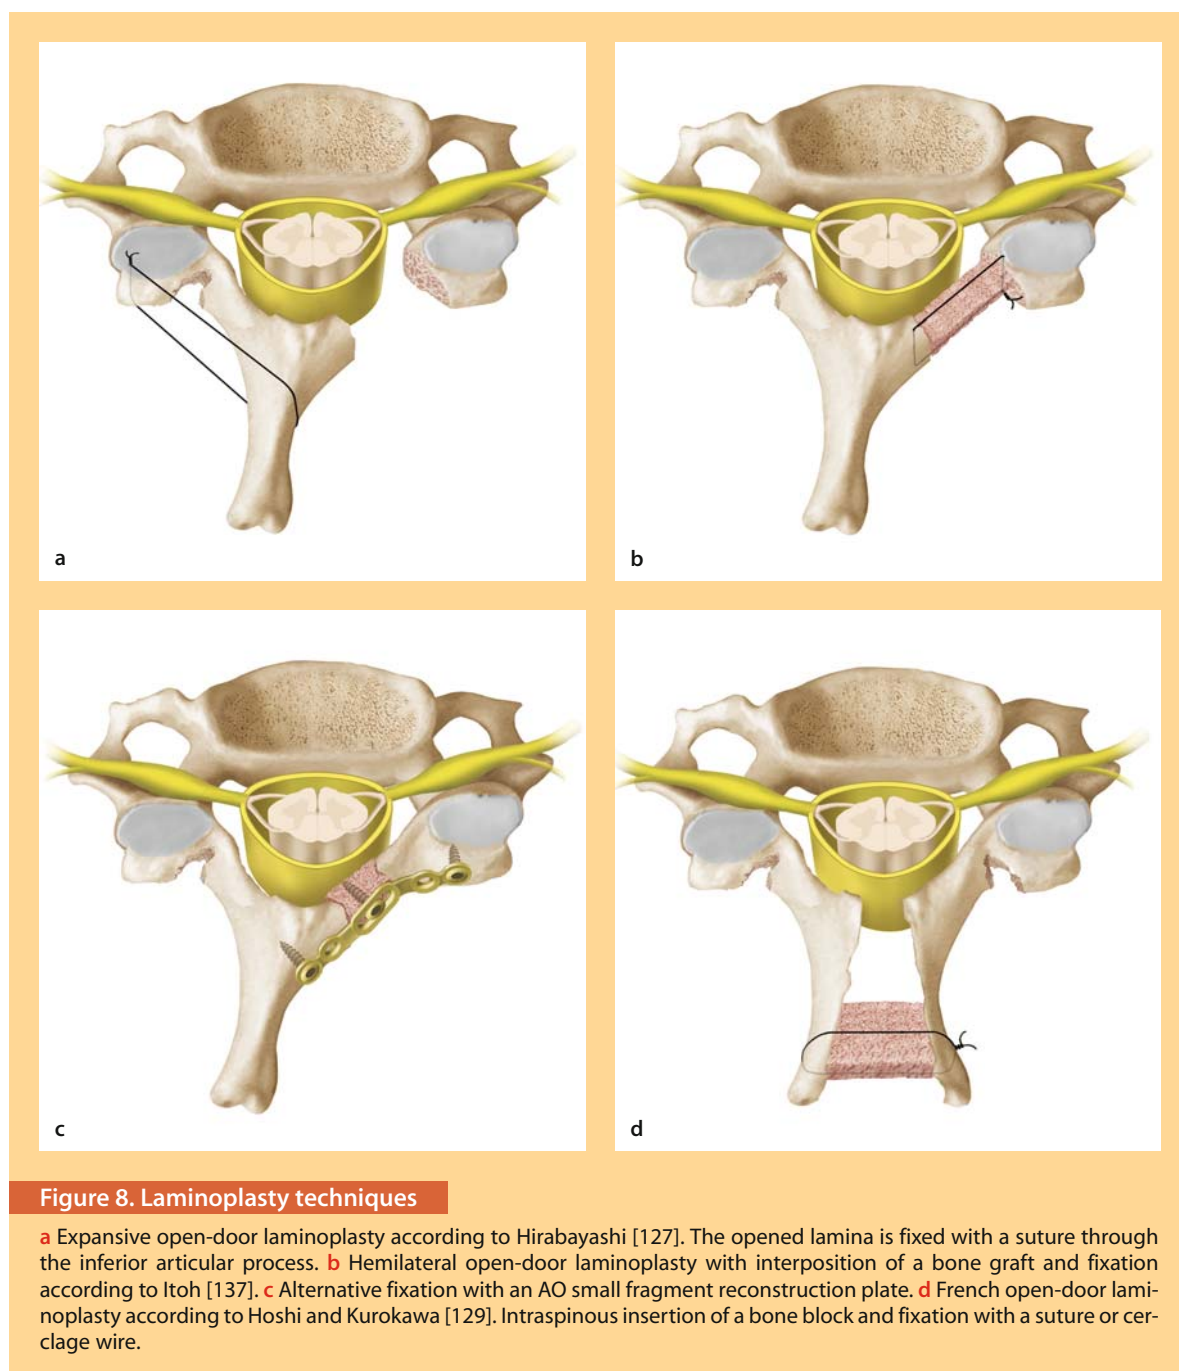 a
b
c
d
Figure 8. Laminoplasty techniques
a Expansive open-door laminoplasty according to Hirabayashi [127]. The opened lamina is fixed with a suture through
the inferior articular process. b Hemilateral open-door laminoplasty with interposition of a bone graft and fixation
according to Itoh [137]. c Alternative fixation with an AO small fragment reconstruction plate. d French open-door lami-
noplasty according to Hoshi and Kurokawa [129]. Intraspinous insertion of a bone block and fixation with a suture or cer-
clage wire.